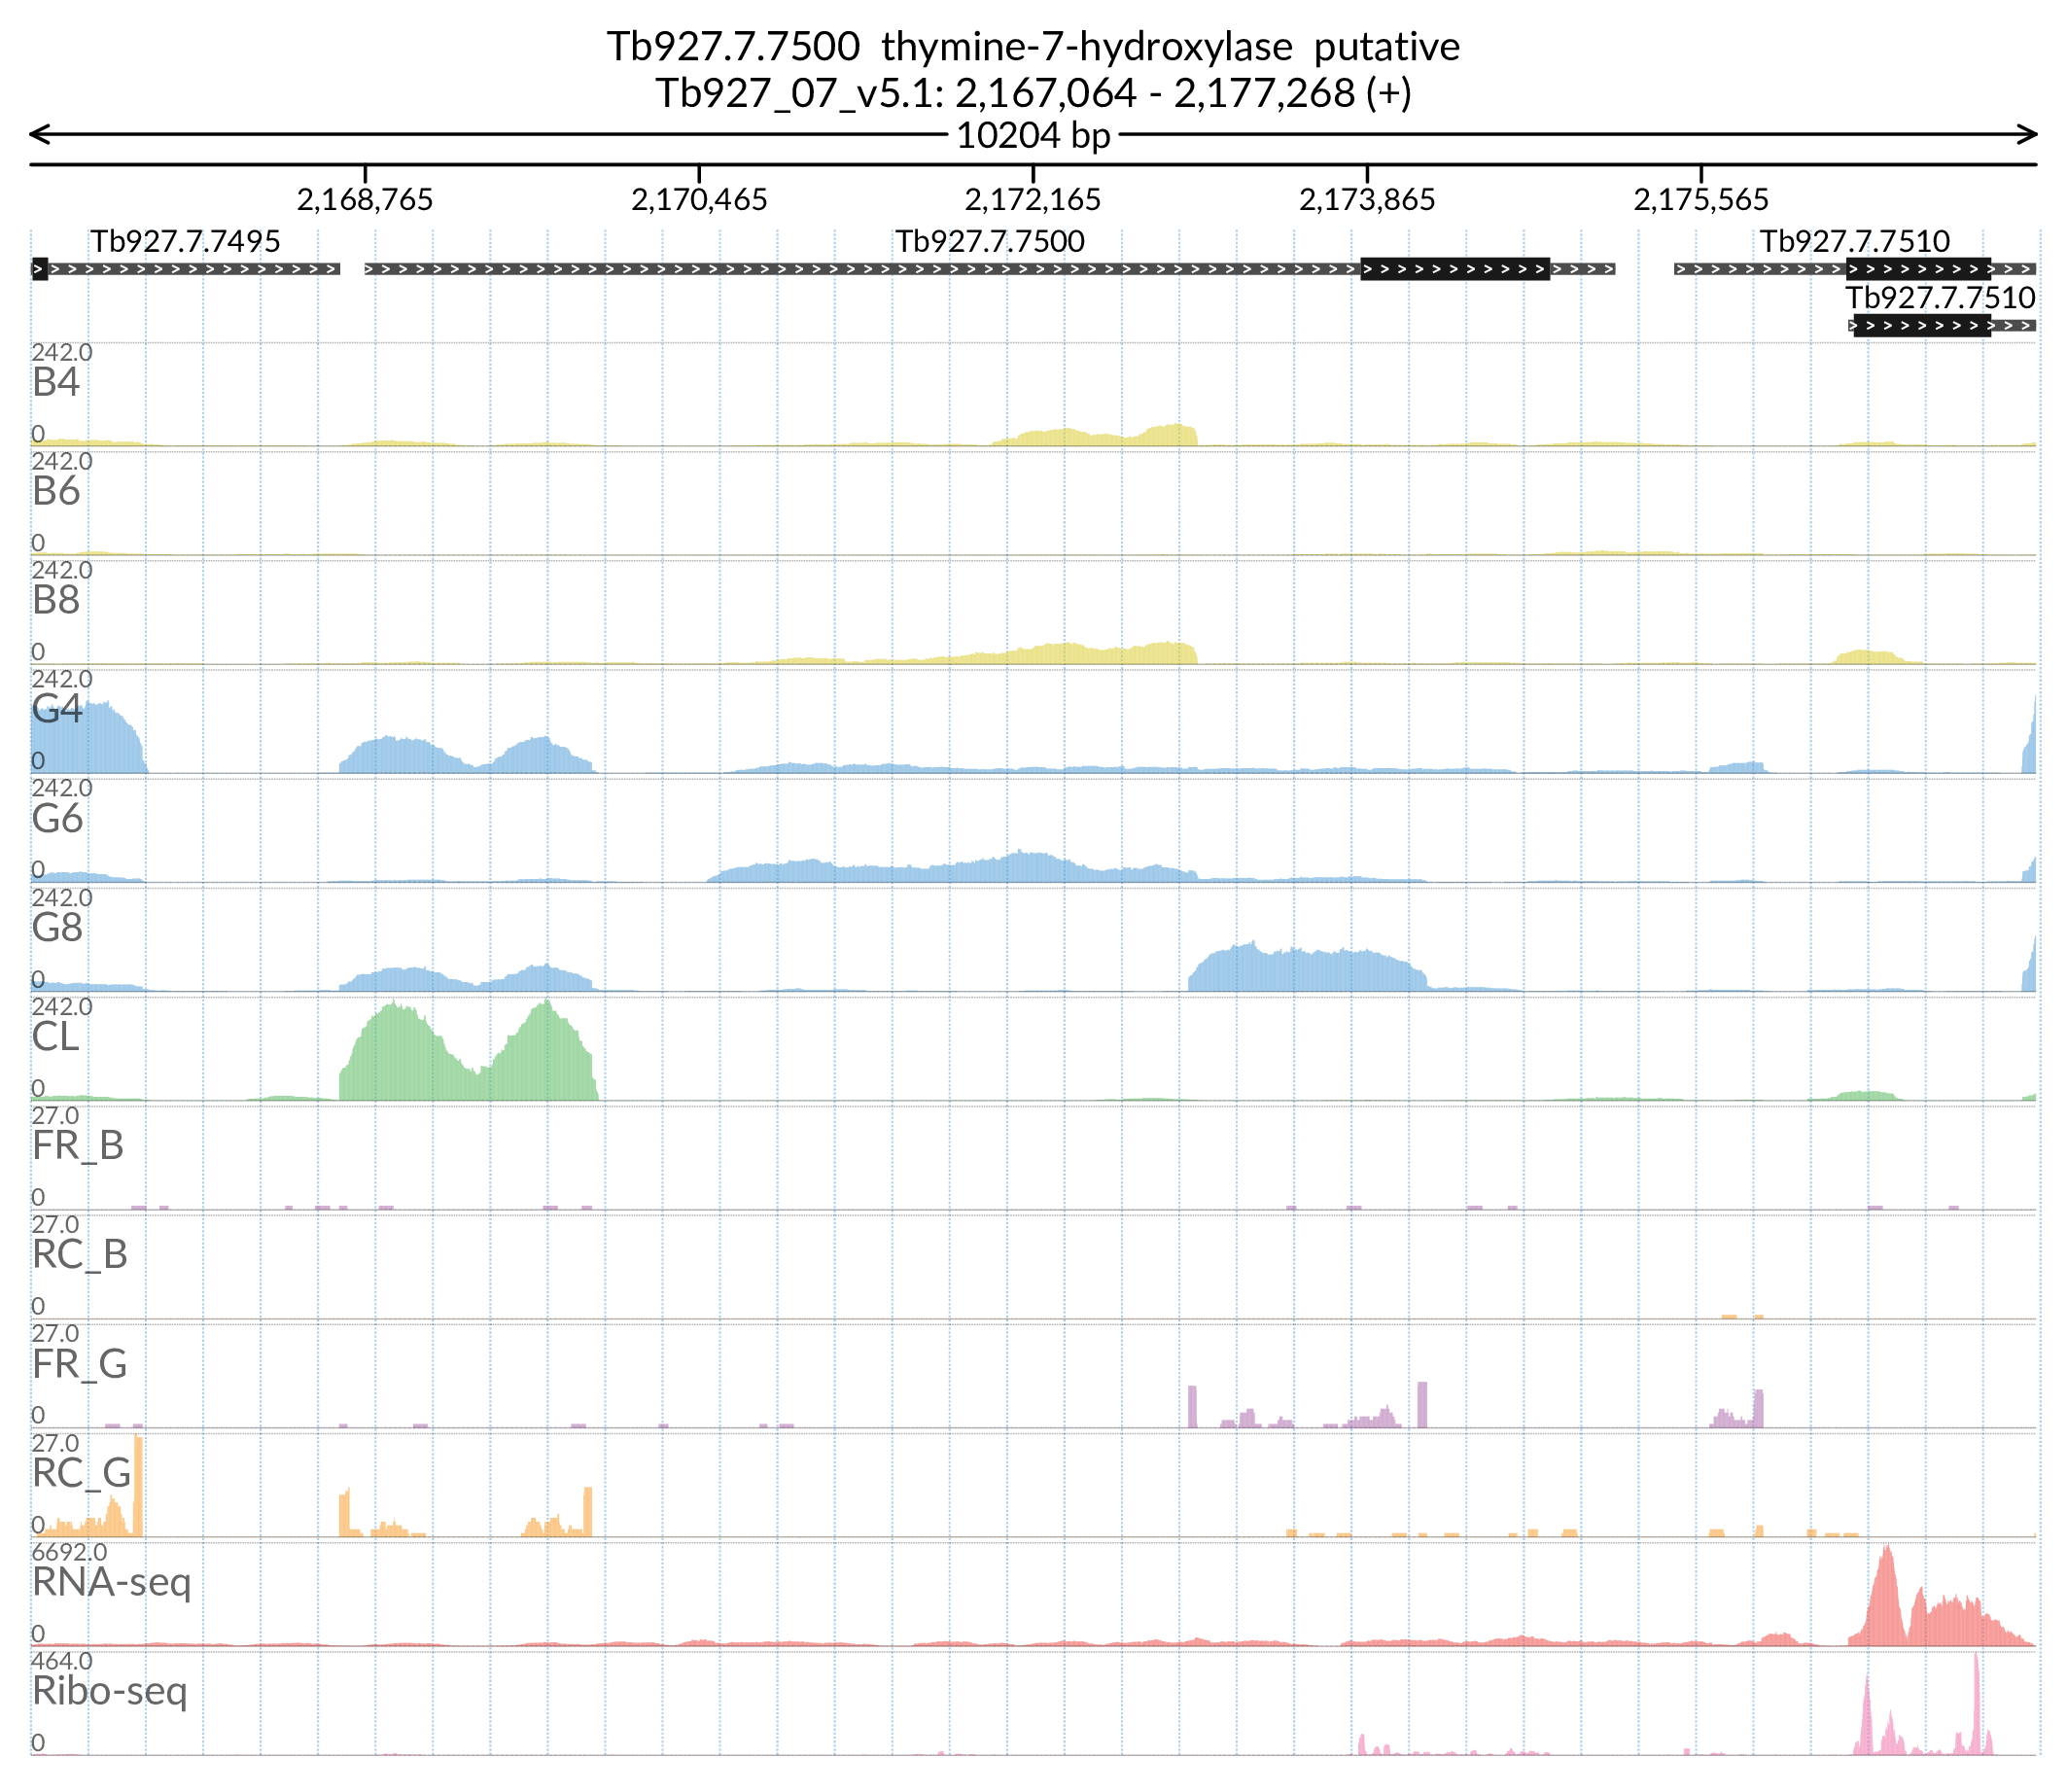 Tb927.7.7500 thymine-7-hydroxylase putative
Tb927_07_v5.1: 2,167,064 - 2,177,268 (+)
10204 bp
2,168,765 2,170,465 2,172,165 2,173,865 2,175,565
Tb927.7.7495 Tb927.7.7500 Tb927.7.7510
Tb927.7.7510
242.0
B4
0
242.0
B6
0
242.0
B8
0
242.0
G4
0
242.0
G6
0
242.0
G8
0
242.0
CL
0
27.0
FR_B
0
27.0
RC_B
0
27.0
FR_G
0
27.0
RC_G
0
6692.0
RNA-seq
0
464.0
Ribo-seq
0